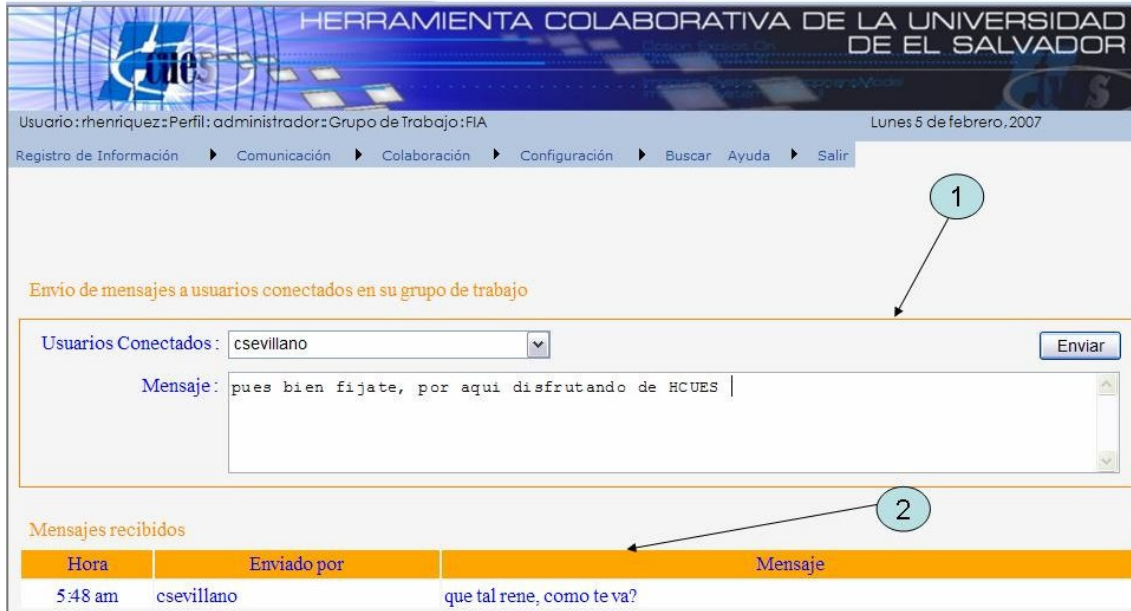 HERRAMIENTA COLABORATIVA DE LA UNIVERSIDAD
DE EL SALVADOR
Usuario:rhenriquez::Perfil:administrador::Grupo de Trabajo:FIA Lunes 5 de febrero, 2007
Registro de Información Comunicación Colaboración Configuración Buscar Ayuda Salir
1
Envío de mensajes a usuarios conectados en su grupo de trabajo
Usuarios Conectados: csevillano Enviar
Mensaje: pues bien fijate, por aqui disfrutando de HCUES
2
Mensajes recibidos
Hora Enviado por Mensaje
5:48 am csevillano que tal rene, como te va?